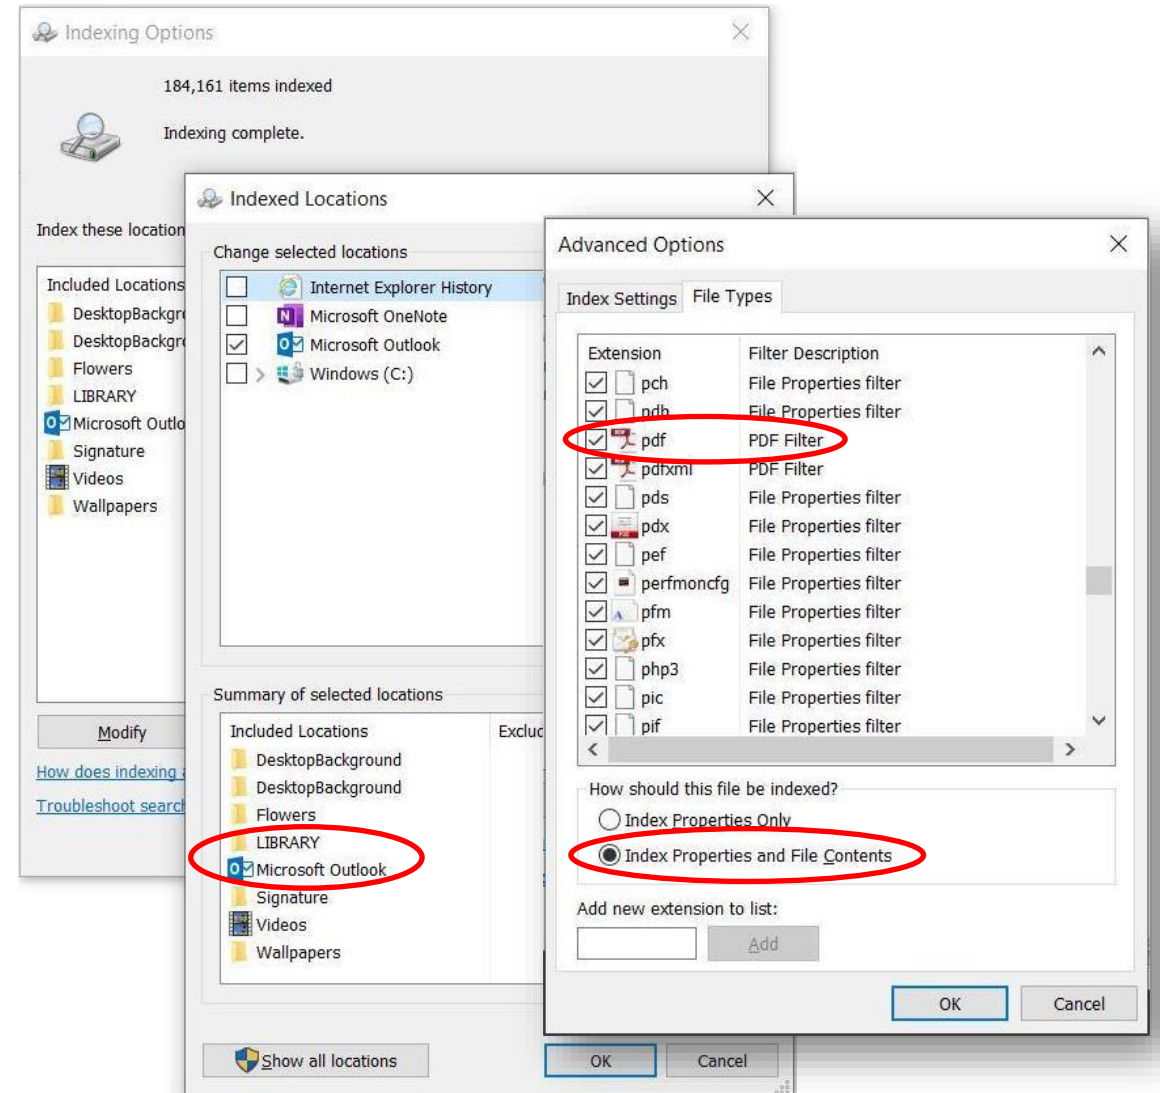 Indexing Options
184,161 items indexed
Indexing complete.
Index these location
Included Locations
DesktopBackgr
DesktopBackgr
Flowers
LIBRARY
Microsoft Outlo
Signature
Videos
Wallpapers
Modify
How does indexing
Troubleshoot search
Indexed Locations
Change selected locations
Internet Explorer History
Microsoft OneNote
Microsoft Outlook
Windows (C:)
Summary of selected locations
Included Locations Exclud
DesktopBackground
DesktopBackground
Flowers
LIBRARY
Microsoft Outlook
Signature
Videos
Wallpapers
Show all locations
OK Cancel
Advanced Options
Index Settings File Types
Extension Filter Description
pch File Properties filter
pdb File Properties filter
pdf PDF Filter
pdfxml PDF Filter
pds File Properties filter
pdx File Properties filter
pef File Properties filter
perfmoncfg File Properties filter
pfm File Properties filter
pfx File Properties filter
php3 File Properties filter
pic File Properties filter
pif File Properties filter
How should this file be indexed?
Index Properties Only
Index Properties and File Contents
Add new extension to list:
Add
OK Cancel